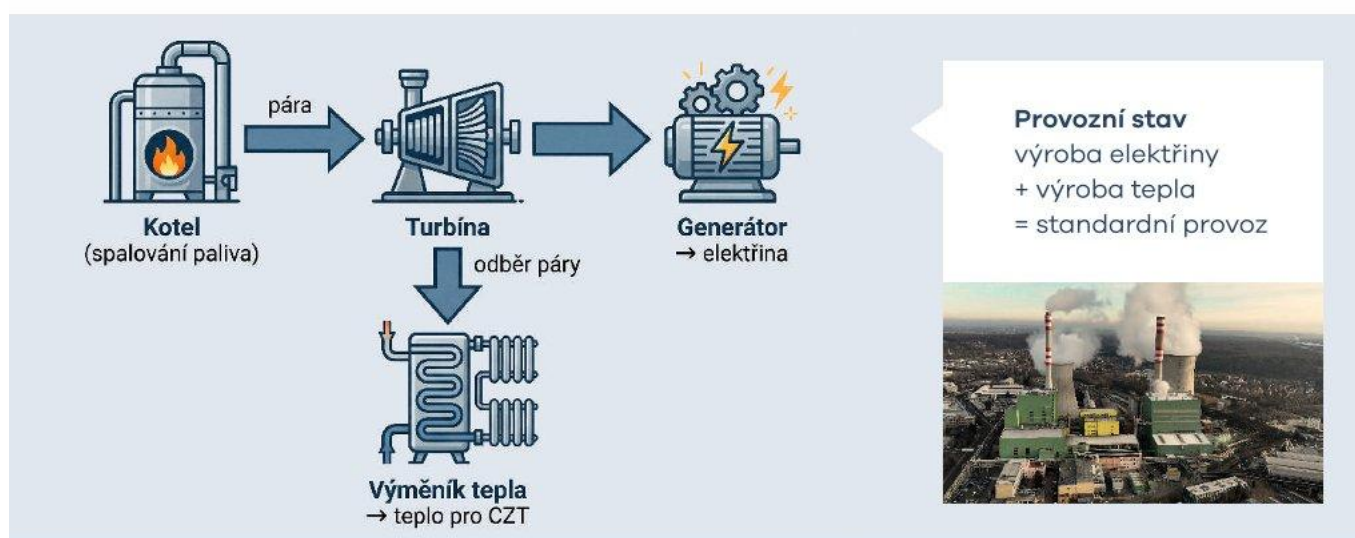 pára
Kotel
(spalování paliva)
Turbína
Generátor
→ elektřina
odběr páry
Výměník tepla
→ teplo pro CZT
Provozní stav
výroba elektřiny
+ výroba tepla
= standardní provoz